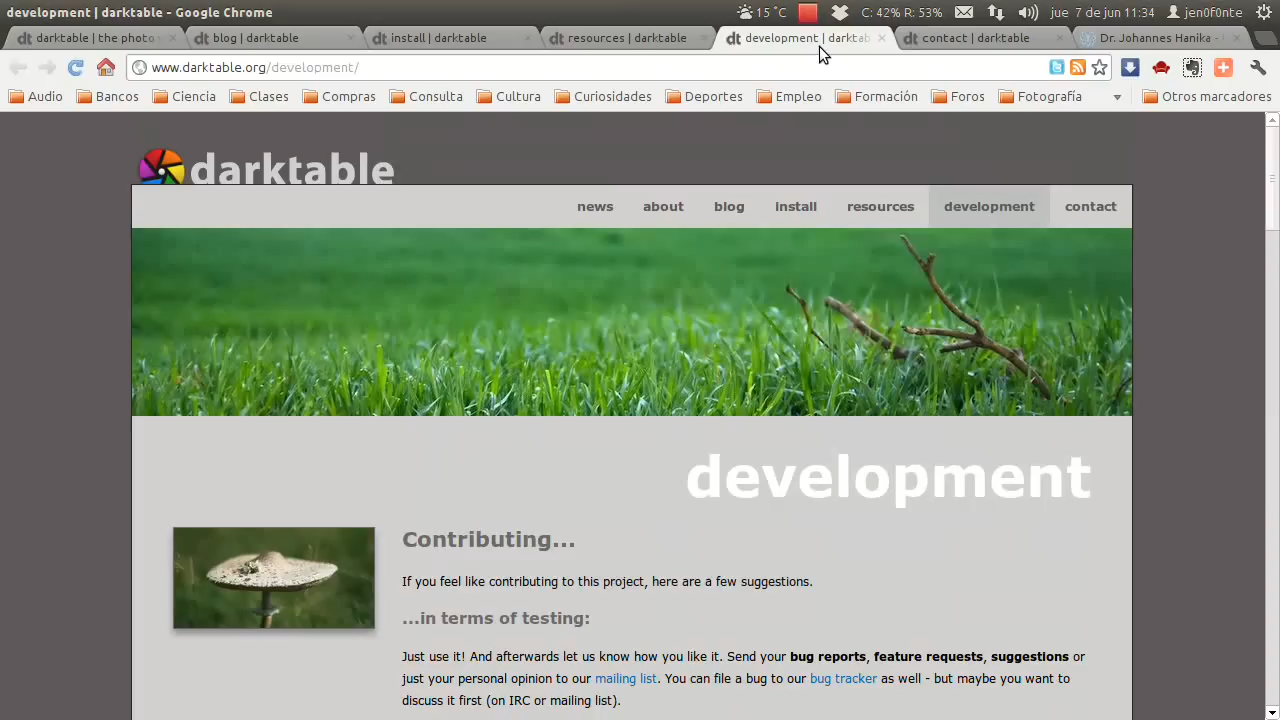 development | darktable - Google Chrome
15 °C
C: 42% R: 53%
jue 7 de jun 11:34
jen0f0nte
dt darktable | the photo
dt blog | darktable
dt install | darktable
dt resources | darktable
dt development | darktab
dt contact | darktable
Dr. Johannes Hanika -
www.darktable.org/development/
Audio
Bancos
Ciencia
Clases
Compras
Consulta
Cultura
Curiosidades
Deportes
Empleo
Formación
Foros
Fotografía
Otros marcadores
darktable
news
about
blog
install
resources
development
contact
development
Contributing...
If you feel like contributing to this project, here are a few suggestions.
...in terms of testing:
Just use it! And afterwards let us know how you like it. Send your bug reports, feature requests, suggestions or
just your personal opinion to our mailing list. You can file a bug to our bug tracker as well - but maybe you want to
discuss it first (on IRC or mailing list).